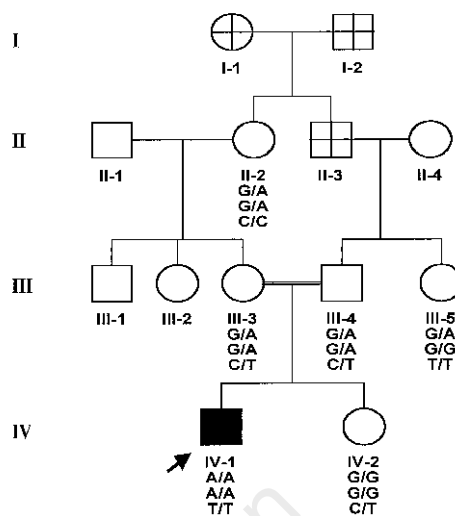 I
I-1 I-2
II
II-1 II-2 II-3 II-4
G/A
G/A
C/C
III
III-1 III-2 III-3 III-4 III-5
G/A G/A G/A
G/A G/A G/G
C/T C/T T/T
IV
IV-1 IV-2
A/A G/G
A/A G/G
T/T C/T